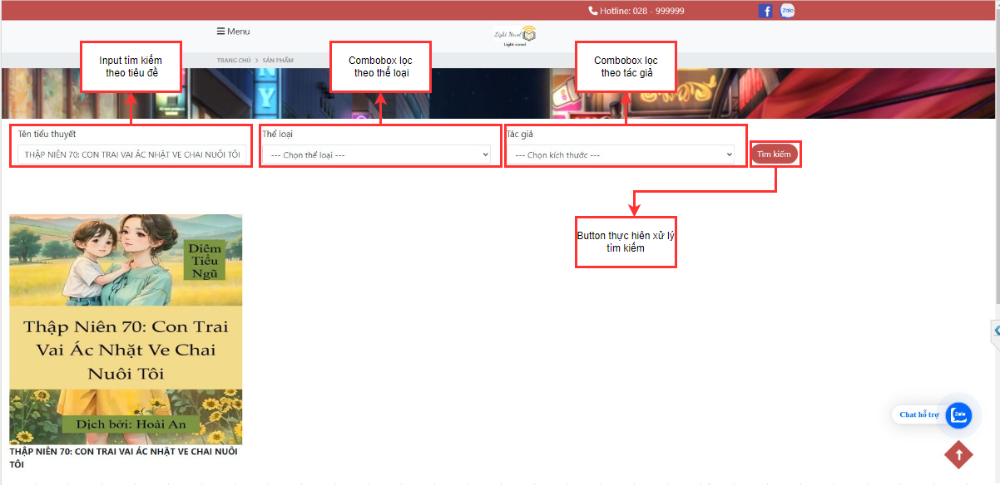 Hotline: 028 - 999999
Zalo
Menu
Light Novel
Light novel
TRANG CHỦ > SẢN PHẨM
Input tìm kiếm
theo tiêu đề
Combobox lọc
theo thể loại
Combobox lọc
theo tác giả
Tên tiểu thuyết
Thể loại
Tác giả
THẬP NIÊN 70: CON TRAI VAI ÁC NHẶT VE CHAI NUÔI TÔI
--- Chọn thể loại ---
--- Chọn kích thước ---
Tìm kiếm
Button thực hiên xử lý
tìm kiếm
Diêm
Tiểu
Ngũ
Thập Niên 70: Con Trai
Vai Ác Nhặt Ve Chai
Nuôi Tôi
Dịch bởi: Hoài An
Chat hỗ trợ
Zalo
THẬP NIÊN 70: CON TRAI VAI ÁC NHẶT VE CHAI NUÔI
TÔI